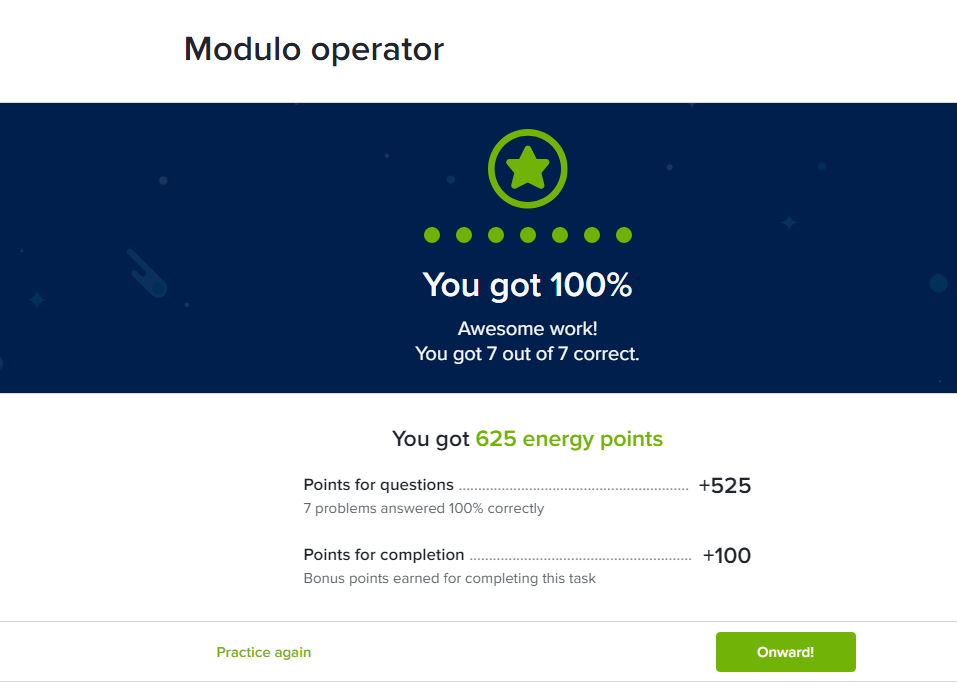 Modulo operator
You got 100%
Awesome work!
You got 7 out of 7 correct.
You got 625 energy points
Points for questions +525
7 problems answered 100% correctly
Points for completion +100
Bonus points earned for completing this task
Practice again Onward!